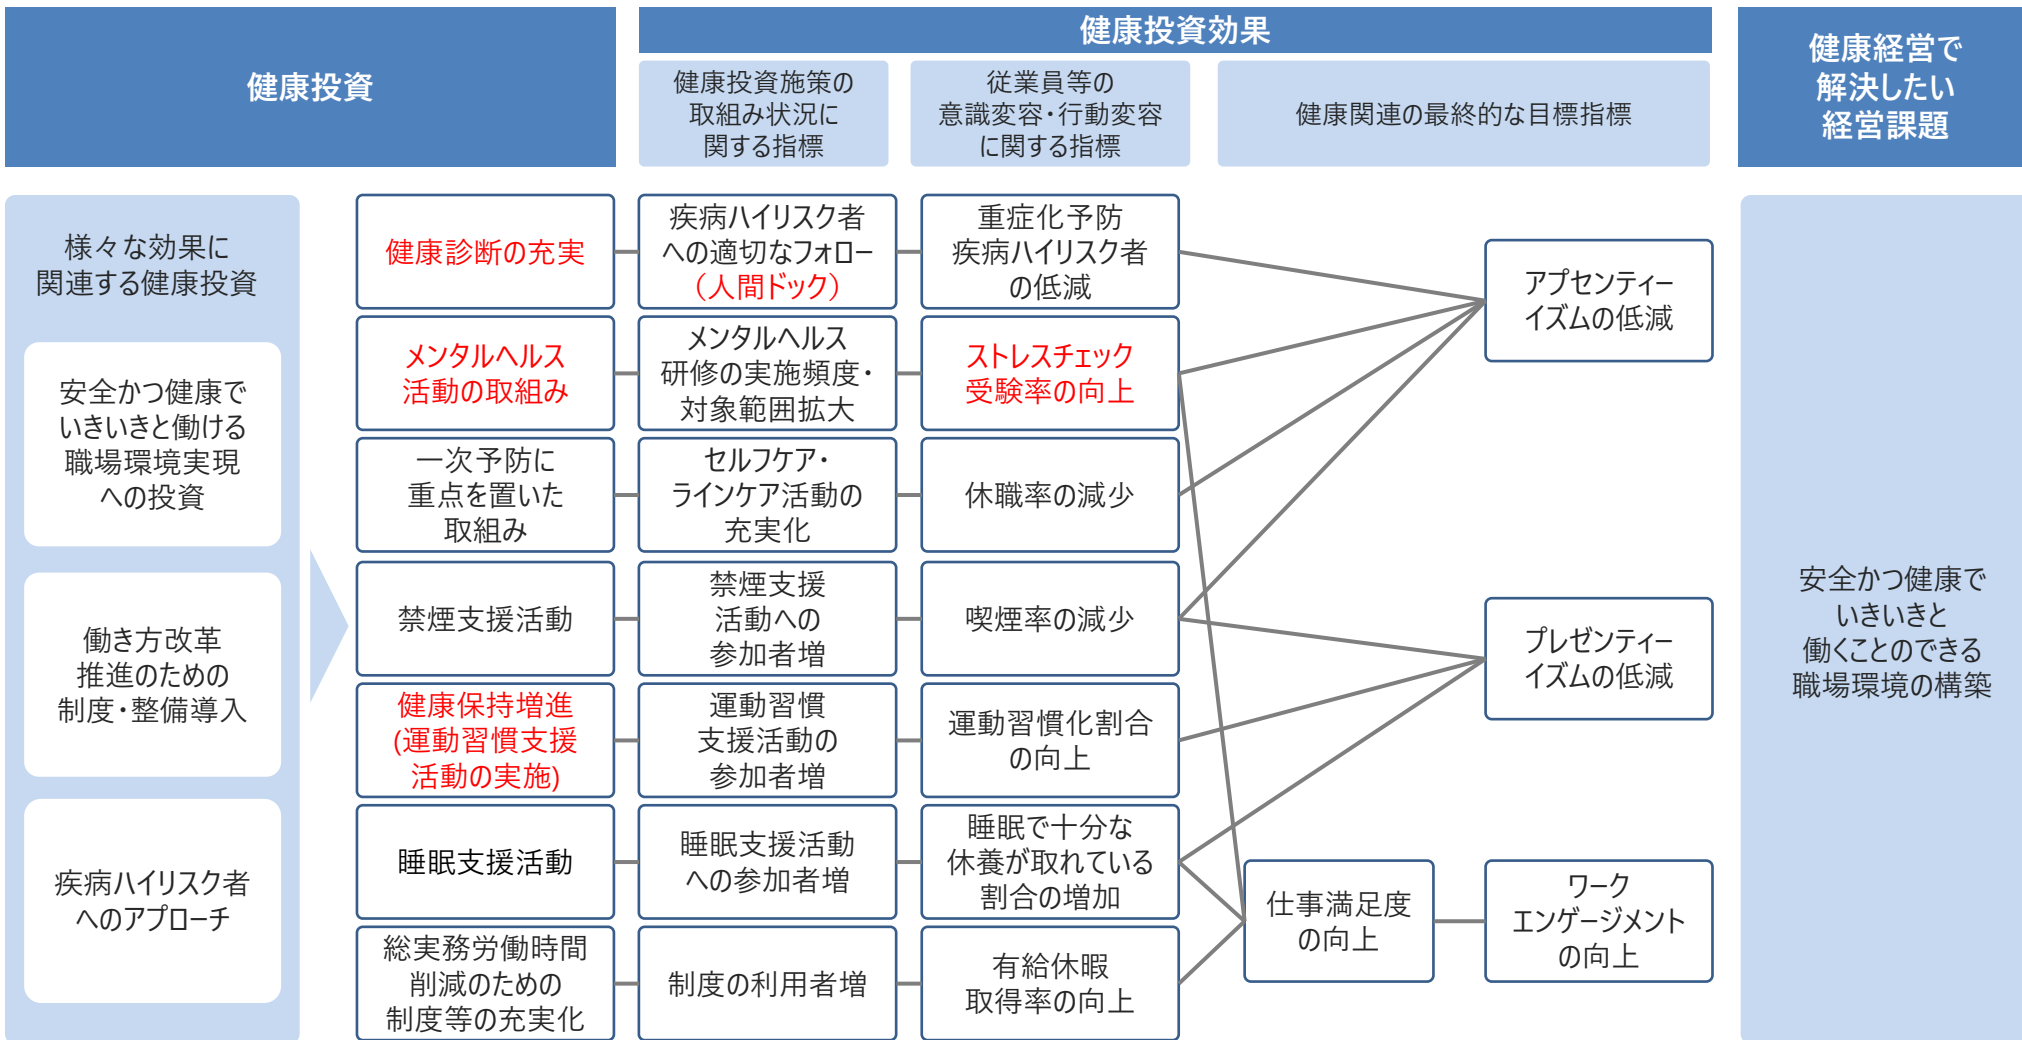 健康投資
健康投資効果
健康投資施策の
取組み状況に
関する指標
従業員等の
意識変容・行動変容
に関する指標
健康関連の最終的な目標指標
健康経営で
解決したい
経営課題
様々な効果に
関連する健康投資
安全かつ健康で
いきいきと働ける
職場環境実現
への投資
働き方改革
推進のための
制度・整備導入
疾病ハイリスク者
へのアプローチ
健康診断の充実
疾病ハイリスク者
への適切なフォロー
（人間ドック）
重症化予防
疾病ハイリスク者
の低減
メンタルヘルス
活動の取組み
メンタルヘルス
研修の実施頻度・
対象範囲拡大
ストレスチェック
受験率の向上
一次予防に
重点を置いた
取組み
セルフケア・
ラインケア活動の
充実化
休職率の減少
禁煙支援活動
禁煙支援
活動への
参加者増
喫煙率の減少
健康保持増進
(運動習慣支援
活動の実施)
運動習慣
支援活動の
参加者増
運動習慣化割合
の向上
睡眠支援活動
睡眠支援活動
への参加者増
睡眠で十分な
休養が取れている
割合の増加
総実務労働時間
削減のための
制度等の充実化
制度の利用者増
有給休暇
取得率の向上
アプセンティー
イズムの低減
プレゼンティー
イズムの低減
仕事満足度
の向上
ワーク
エンゲージメント
の向上
安全かつ健康で
いきいきと
働くことのできる
職場環境の構築